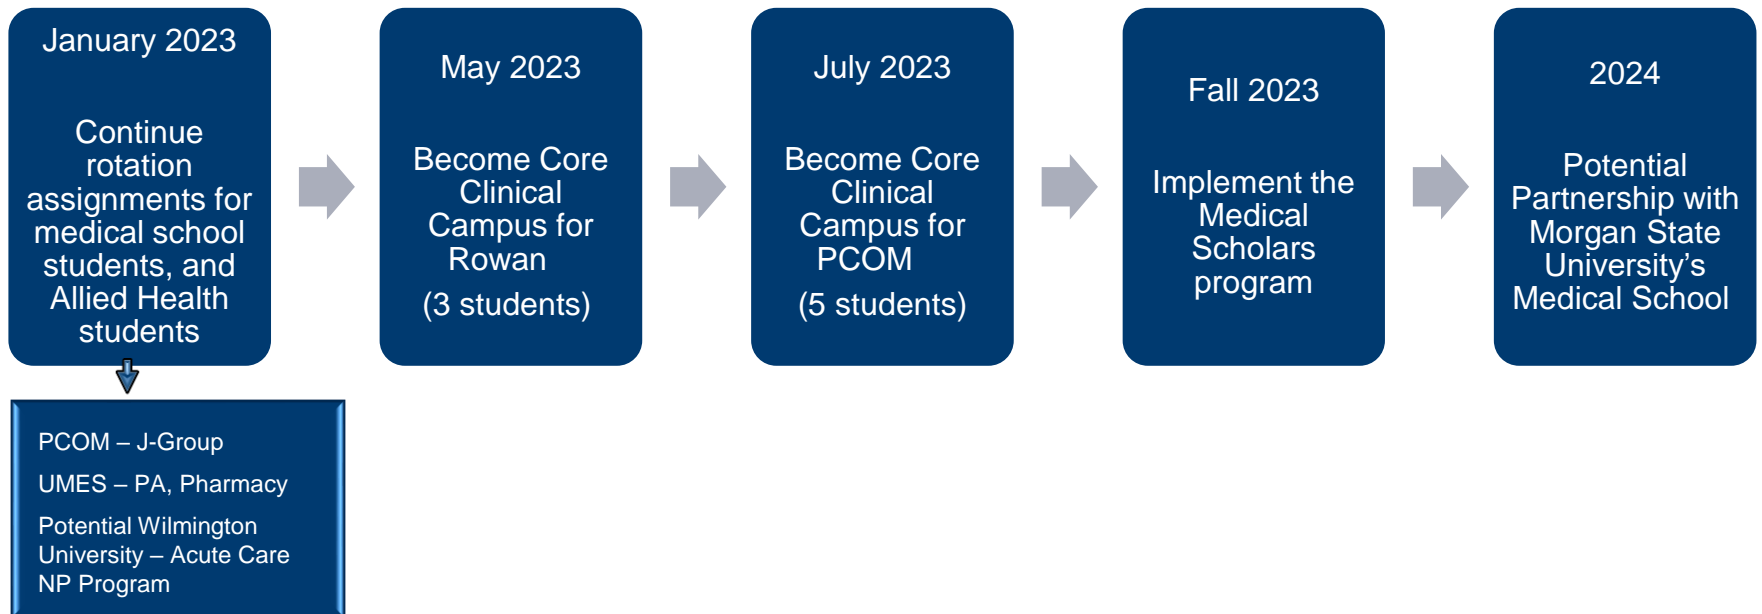 January 2023
Continue
rotation
assignments for
medical school
students, and
Allied Health
students
May 2023
Become Core
Clinical
Campus for
Rowan
(3 students)
July 2023
Become Core
Clinical
Campus for
PCOM
(5 students)
Fall 2023
Implement the
Medical
Scholars
program
2024
Potential
Partnership with
Morgan State
University’s
Medical School
PCOM – J-Group
UMES – PA, Pharmacy
Potential Wilmington
University – Acute Care
NP Program